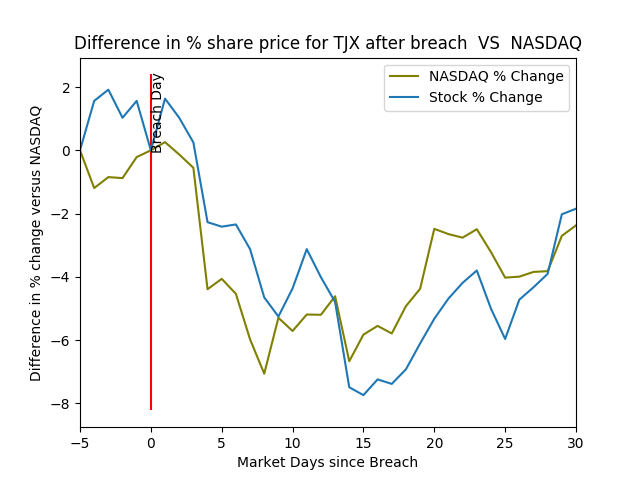 Difference in % share price for TJX after breach  VS  NASDAQ
NASDAQ % Change
Stock % Change
Breach Day
Difference in % change versus NASDAQ
2
0
−2
−4
−6
−8
−5
0
5
10
15
20
25
30
Market Days since Breach